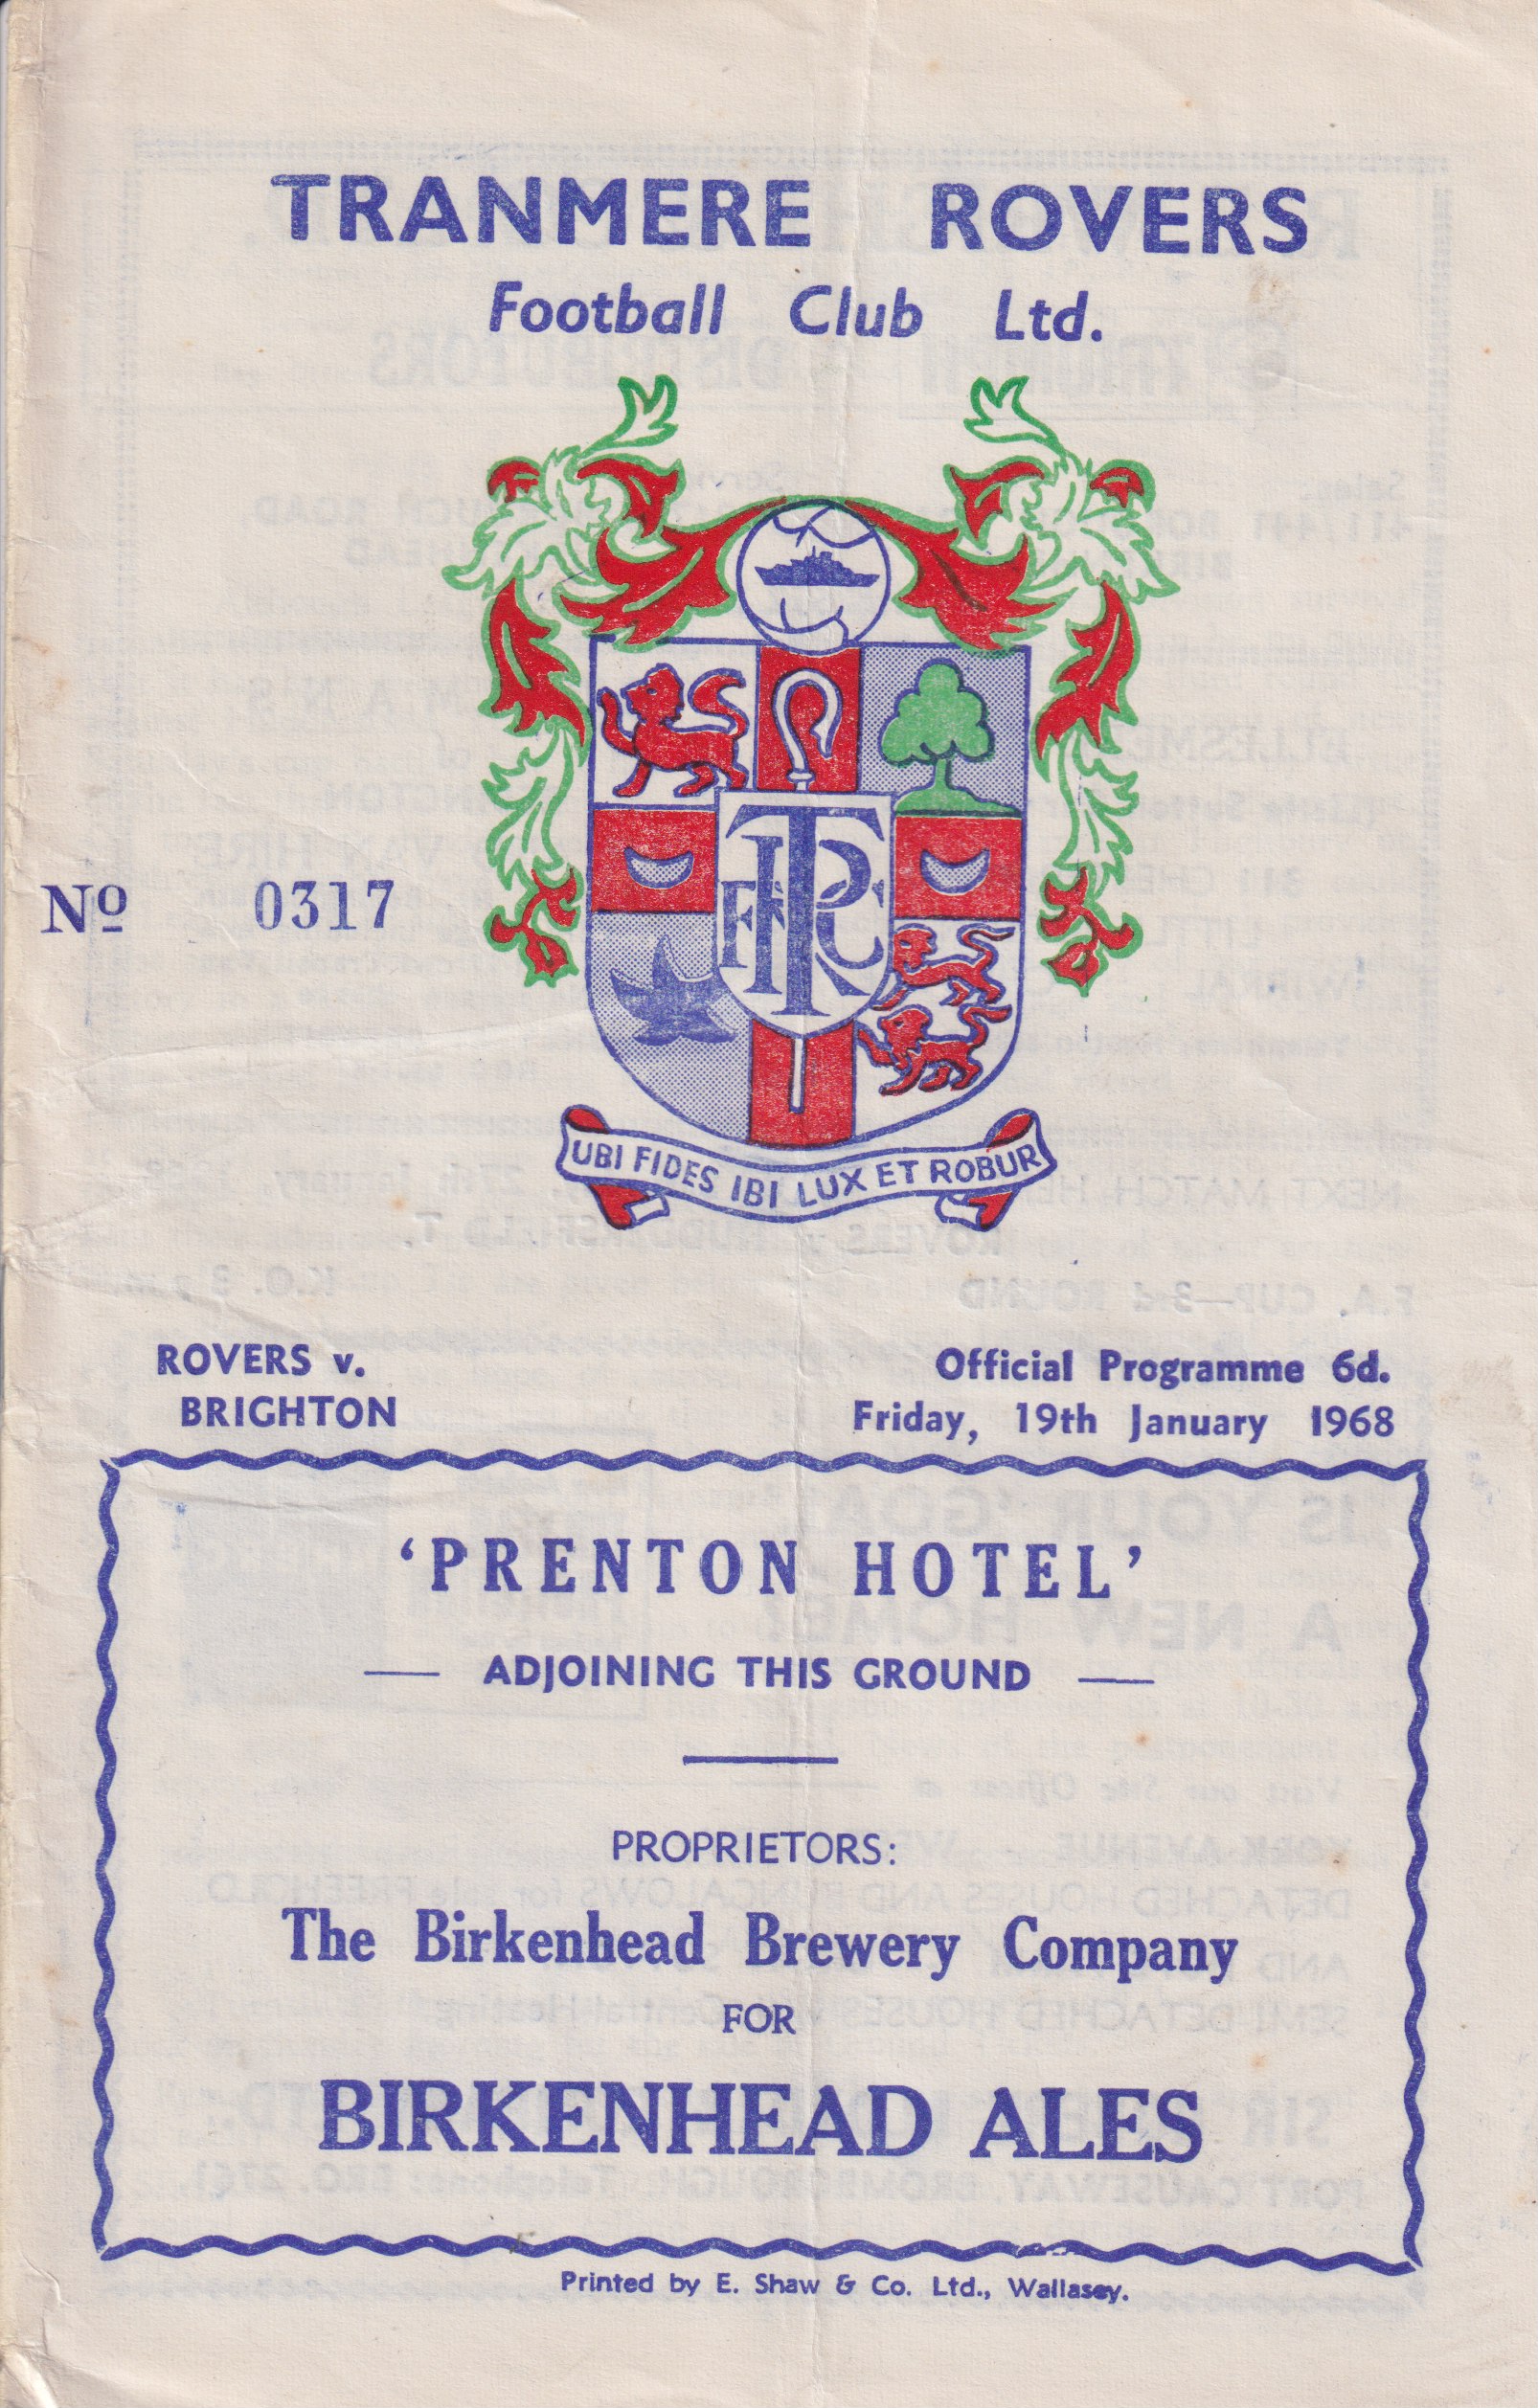 TRANMERE ROVERS
Football Club Ltd.
TRFC
Nº 0317
UBI FIDES IBI LUX ET ROBUR
ROVERS v.
BRIGHTON
Official Programme 6d.
Friday, 19th January 1968
'PRENTON HOTEL'
— ADJOINING THIS GROUND —
PROPRIETORS:
The Birkenhead Brewery Company
FOR
BIRKENHEAD ALES
Printed by E. Shaw & Co. Ltd., Wallasey.